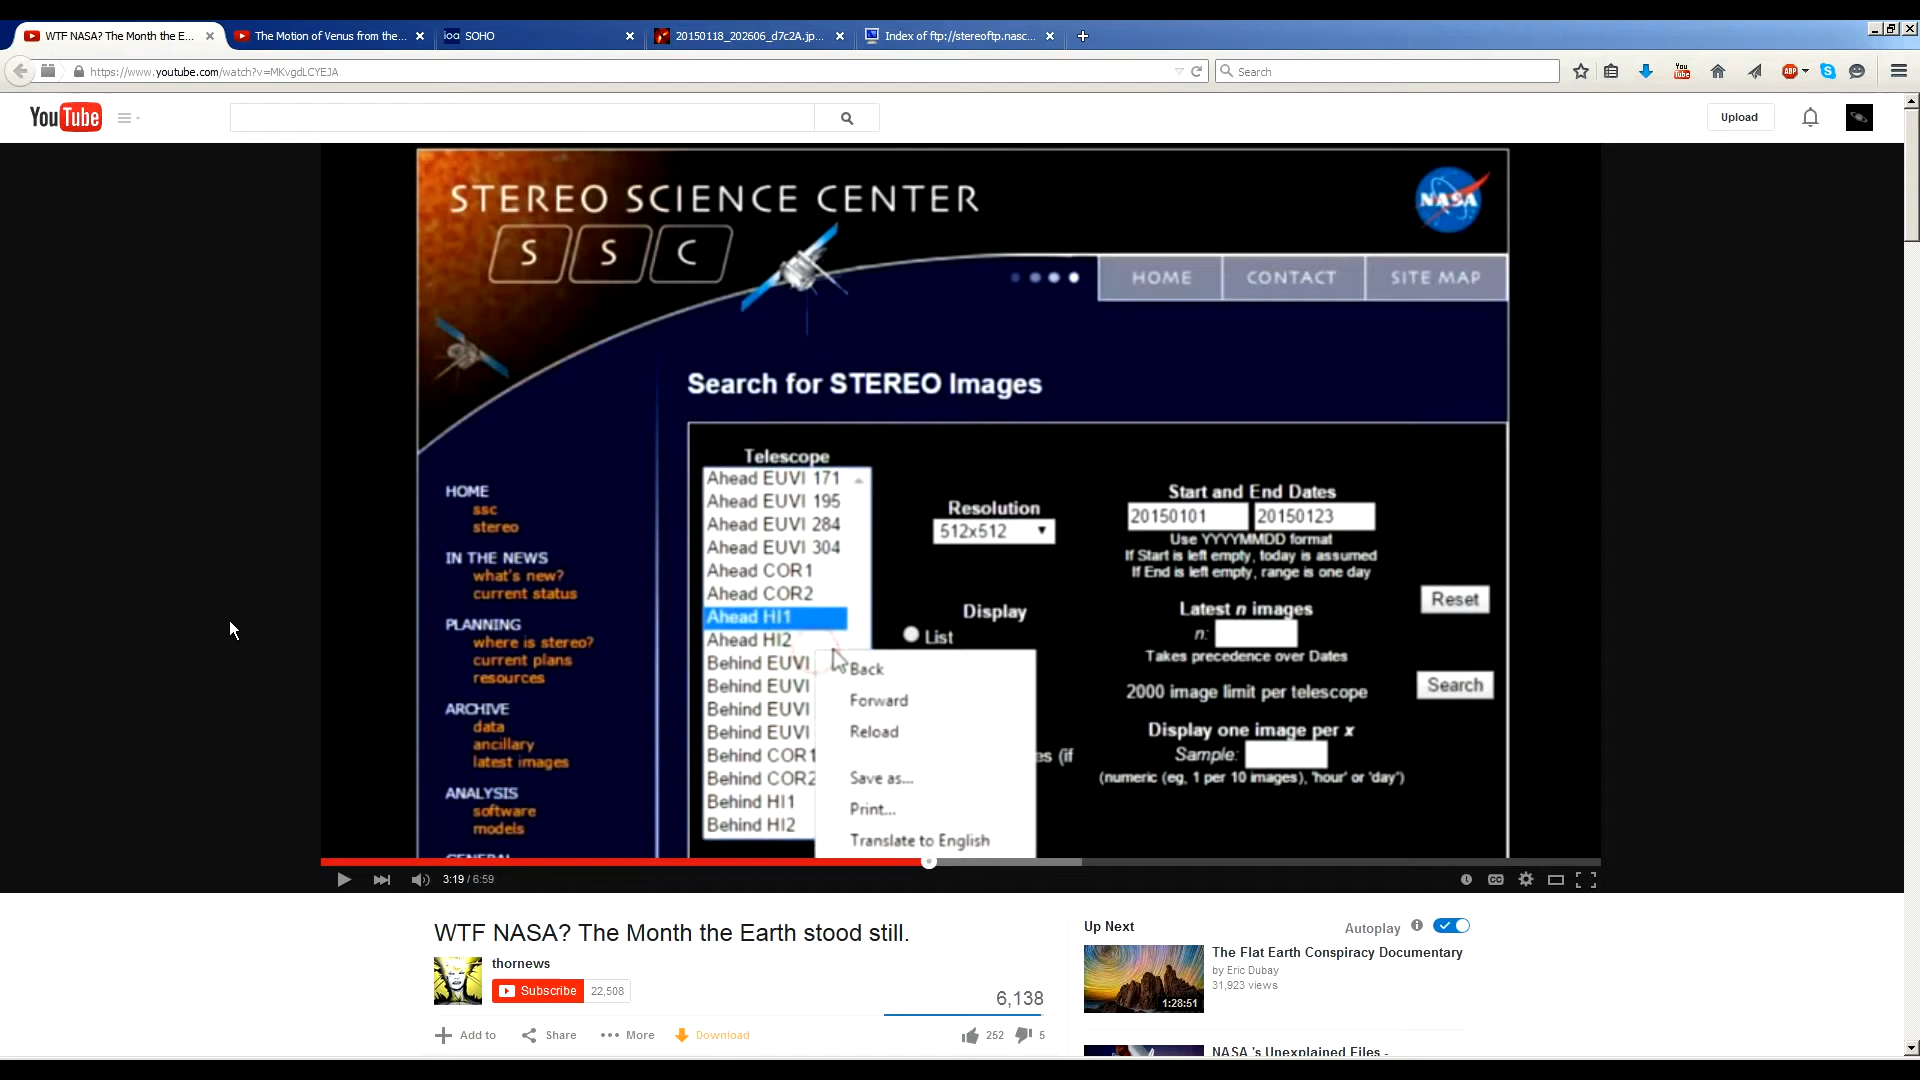 WTF NASA? The Month the E...
The Motion of Venus from the...
ioa SOHO
20150118_202606_d7c2A.jp...
Index of ftp://stereoftp.nasc...
https://www.youtube.com/watch?v=MKvgdLCYEJA
Search
You
Tube
ABP
YouTube
Upload
STEREO SCIENCE CENTER
S S C
NASA
HOME CONTACT SITE MAP
Search for STEREO Images
HOME
ssc
stereo
IN THE NEWS
what's new?
current status
PLANNING
where is stereo?
current plans
resources
ARCHIVE
data
ancillary
latest images
ANALYSIS
software
models
GENERAL
Telescope
Ahead EUVI 171
Ahead EUVI 195
Ahead EUVI 284
Ahead EUVI 304
Ahead COR1
Ahead COR2
Ahead HI1
Ahead HI2
Behind EUVI
Behind EUVI
Behind EUVI
Behind EUVI
Behind COR1
Behind COR2
Behind HI1
Behind HI2
Resolution
512x512
Display
List
Back
Forward
Reload
Save as...
Print...
Translate to English
es (if
Start and End Dates
20150101 20150123
Use YYYYMMDD format
If Start is left empty, today is assumed
If End is left empty, range is one day
Latest n images
n:
Takes precedence over Dates
2000 image limit per telescope
Display one image per x
Sample:
(numeric (eg, 1 per 10 images), 'hour' or 'day')
Reset
Search
3:19 / 6:59
CC
WTF NASA? The Month the Earth stood still.
thornews
Subscribe 22,508
6,138
Add to Share More Download
252 5
Up Next
Autoplay
The Flat Earth Conspiracy Documentary
by Eric Dubay
31,923 views
1:28:51
NASA 's Unexplained Files -